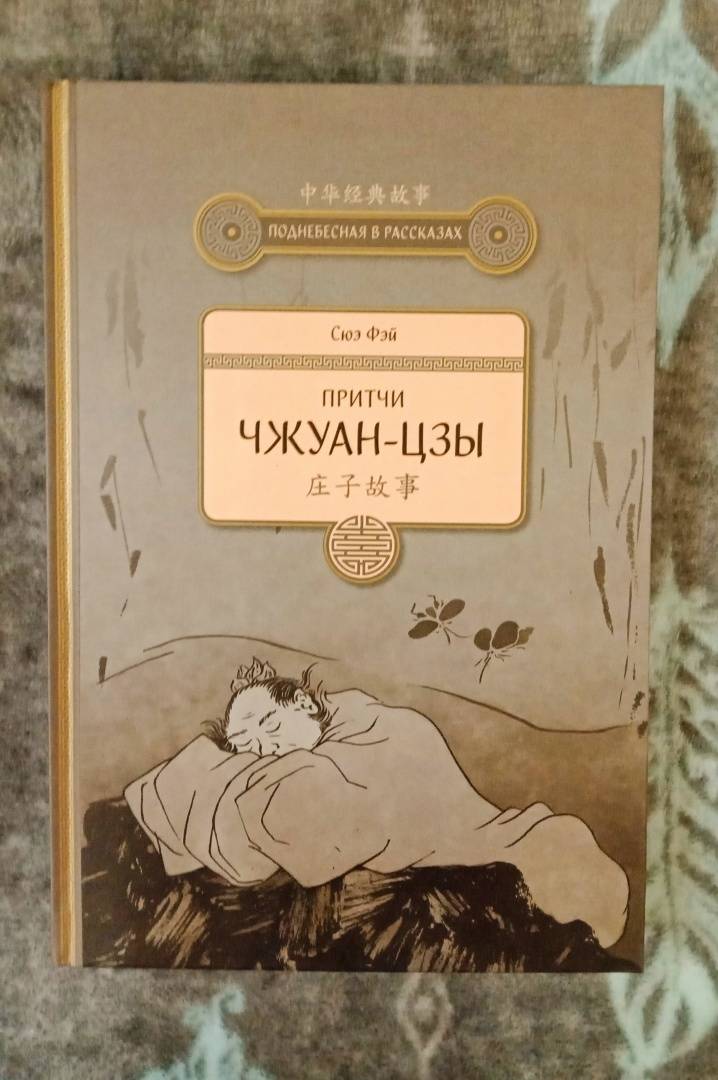 中华经典故事
ПОДНЕБЕСНАЯ В РАССКАЗАХ
Сюэ Фэй
ПРИТЧИ
ЧЖУАН-ЦЗЫ
庄子故事